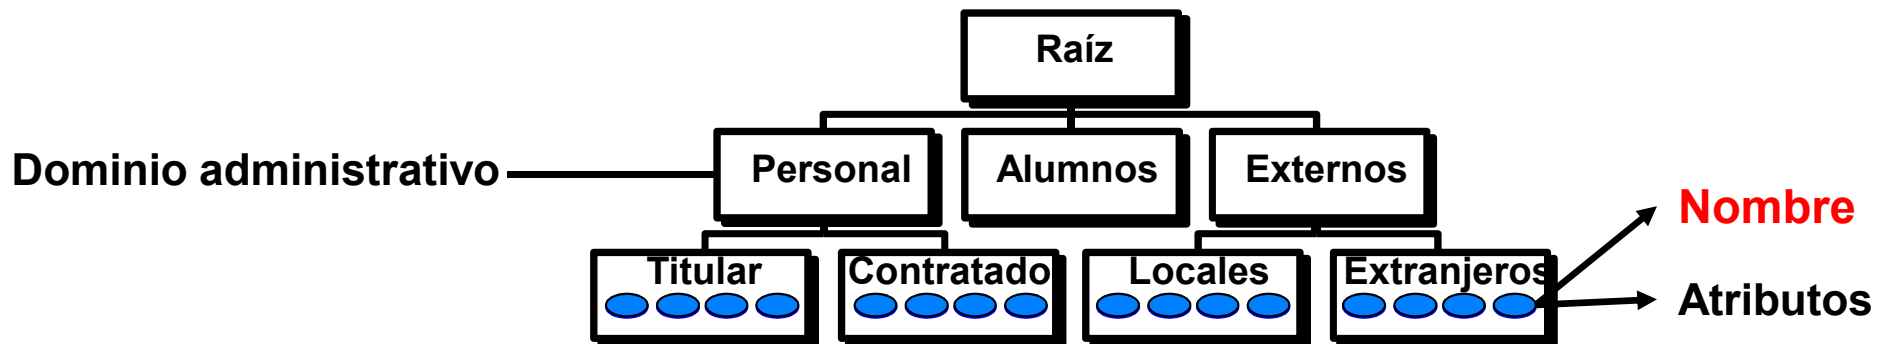 Raíz
Dominio administrativo
Personal
Alumnos
Externos
Nombre
Titular
Contratado
Locales
Extranjeros
Atributos